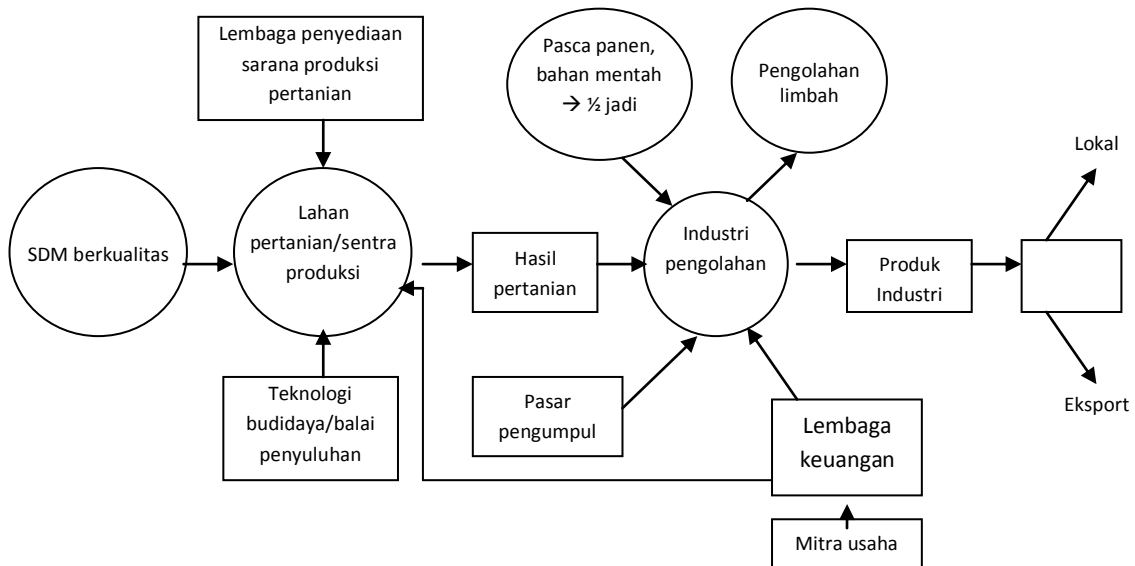 Lembaga penyediaan
sarana produksi
pertanian
Pasca panen,
bahan mentah
→ ½ jadi
Pengolahan
limbah
Lokal
SDM berkualitas
Lahan
pertanian/sentra
produksi
Hasil
pertanian
Industri
pengolahan
Produk
Industri
Teknologi
budidaya/balai
penyuluhan
Pasar
pengumpul
Lembaga
keuangan
Eksport
Mitra usaha